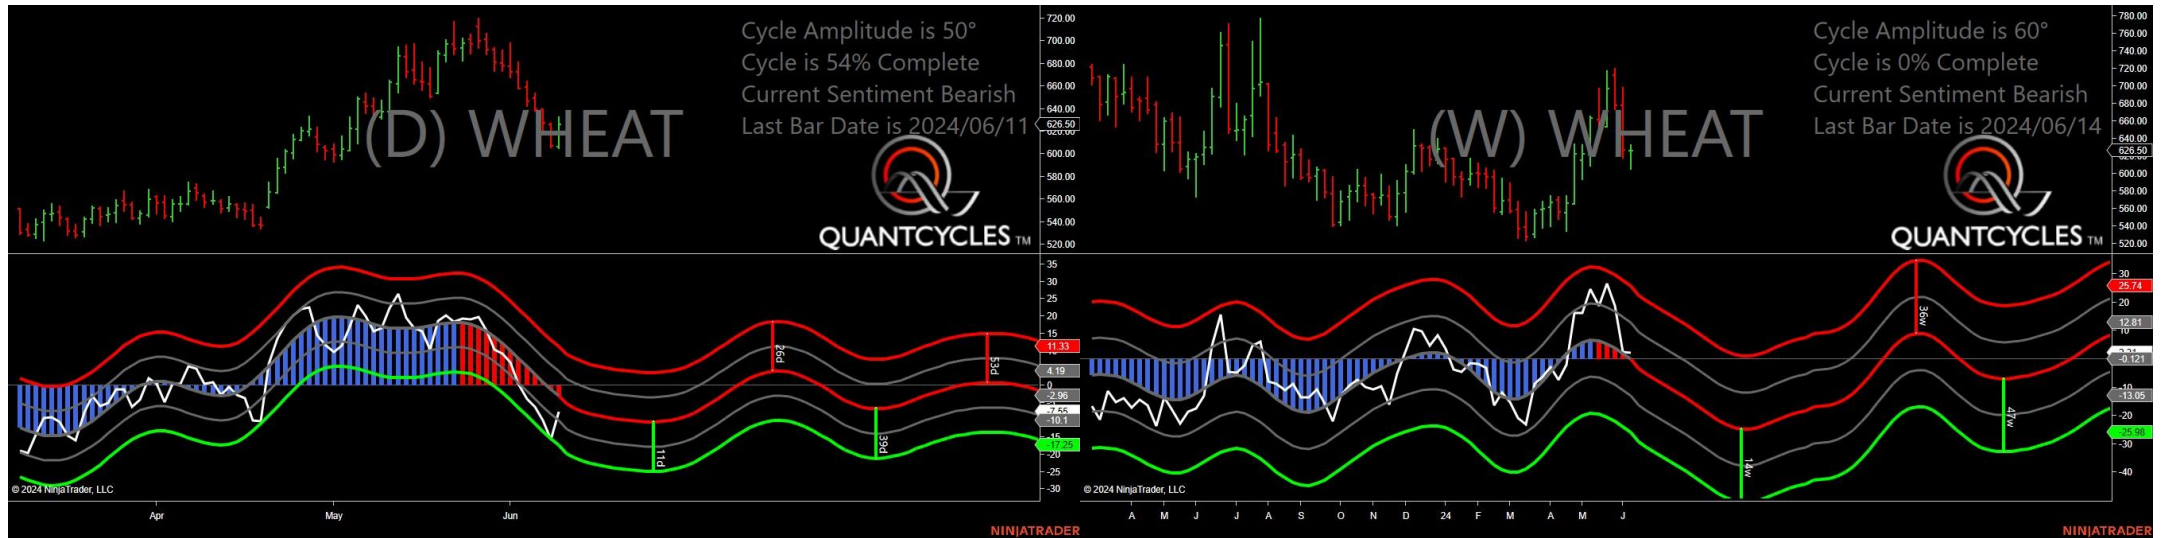 Cycle Amplitude is 50°
Cycle is 54% Complete
Current Sentiment Bearish
Last Bar Date is 2024/06/11
(D) WHEAT
QUANTCYCLES TM
720.00
700.00
680.00
660.00
640.00
626.50
620.00
600.00
580.00
560.00
540.00
520.00
35
30
25
20
15
11.33
4.19
0
-2.96
-7.55
-10.1
-15
-17.25
-20
-25
-30
26d
53d
11d
39d
© 2024 NinjaTrader, LLC
Apr
May
Jun
NINJATRADER
Cycle Amplitude is 60°
Cycle is 0% Complete
Current Sentiment Bearish
Last Bar Date is 2024/06/14
(W) WHEAT
QUANTCYCLES TM
780.00
760.00
740.00
720.00
700.00
680.00
660.00
640.00
626.50
600.00
580.00
560.00
540.00
520.00
30
25.74
20
12.81
10
-0.121
-10
-13.05
-20
-25.98
-30
-40
36w
47w
14w
© 2024 NinjaTrader, LLC
A
M
J
J
A
S
O
N
D
24
F
M
A
M
J
NINJATRADER